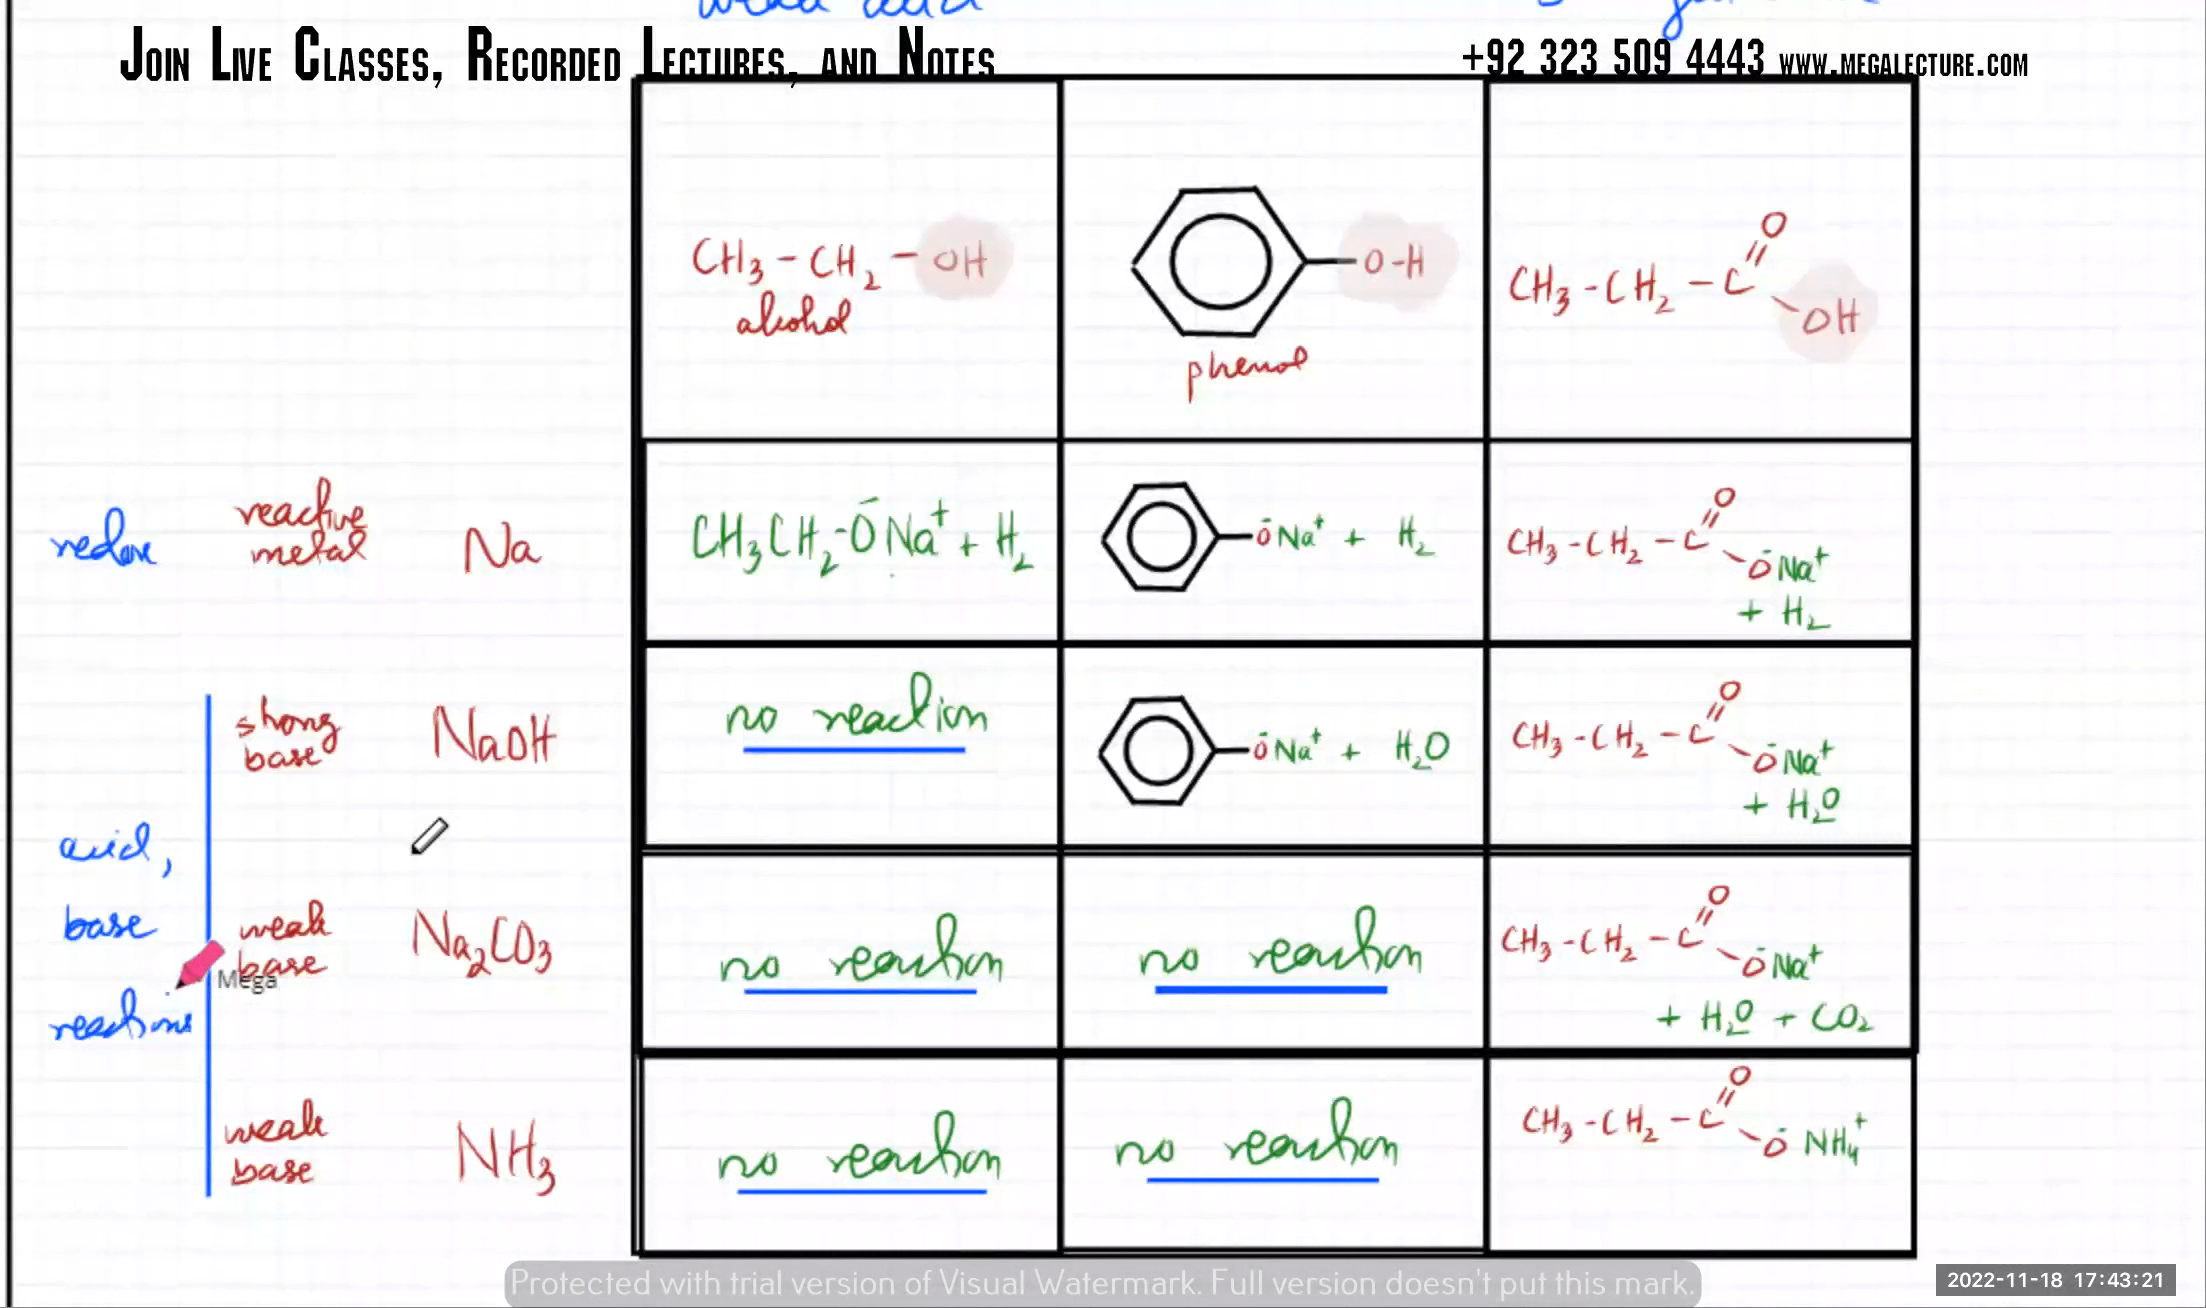 weak acid
JOIN LIVE CLASSES, RECORDED LECTURES, AND NOTES
+92 323 509 4443 WWW.MEGALECTURE.COM
CH₃ - CH₂ - OH
alcohol
O-H
phenol
CH₃ - CH₂ - C
O
OH
redox
reactive
metal
Na
CH₃CH₂-O⁻Na⁺ + H₂
O⁻Na⁺ + H₂
CH₃ - CH₂ - C
O
O⁻Na⁺
+ H₂
strong
base
NaOH
no reaction
O⁻Na⁺ + H₂O
CH₃ - CH₂ - C
O
O⁻Na⁺
+ H₂O
acid,
base
reactions
weak
base
Mega
Na₂CO₃
no reaction
no reaction
CH₃ - CH₂ - C
O
O⁻Na⁺
+ H₂O + CO₂
weak
base
NH₃
no reaction
no reaction
CH₃ - CH₂ - C
O
O⁻ NH₄⁺
Protected with trial version of Visual Watermark. Full version doesn't put this mark.
2022-11-18 17:43:21